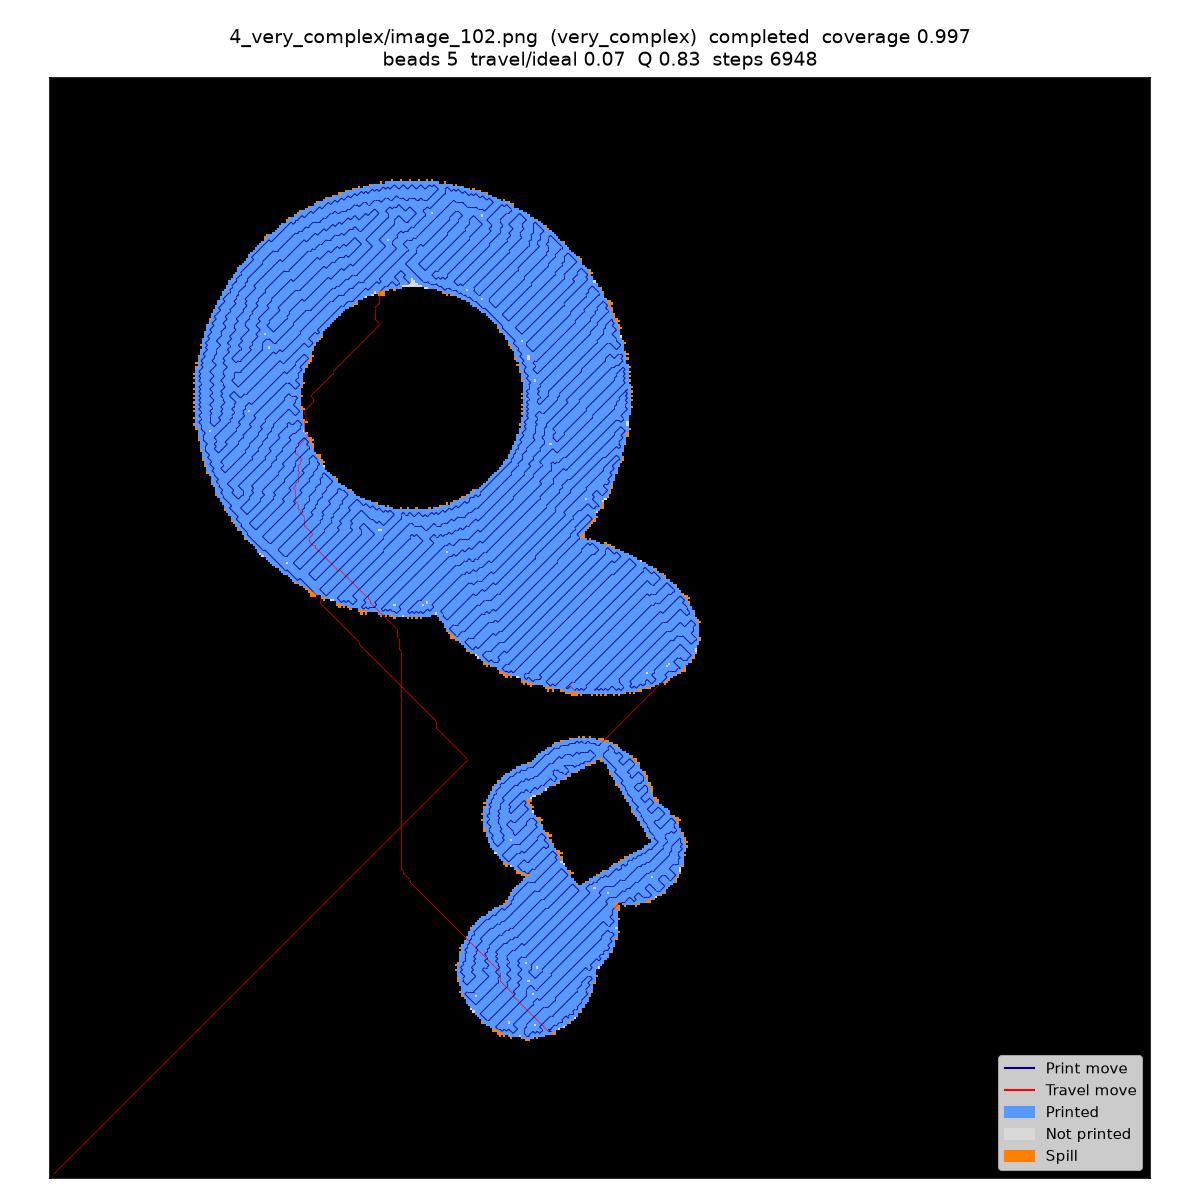 4_very_complex/image_102.png  (very_complex)  completed  coverage 0.997
beads 5  travel/ideal 0.07  Q 0.83  steps 6948
Print move
Travel move
Printed
Not printed
Spill